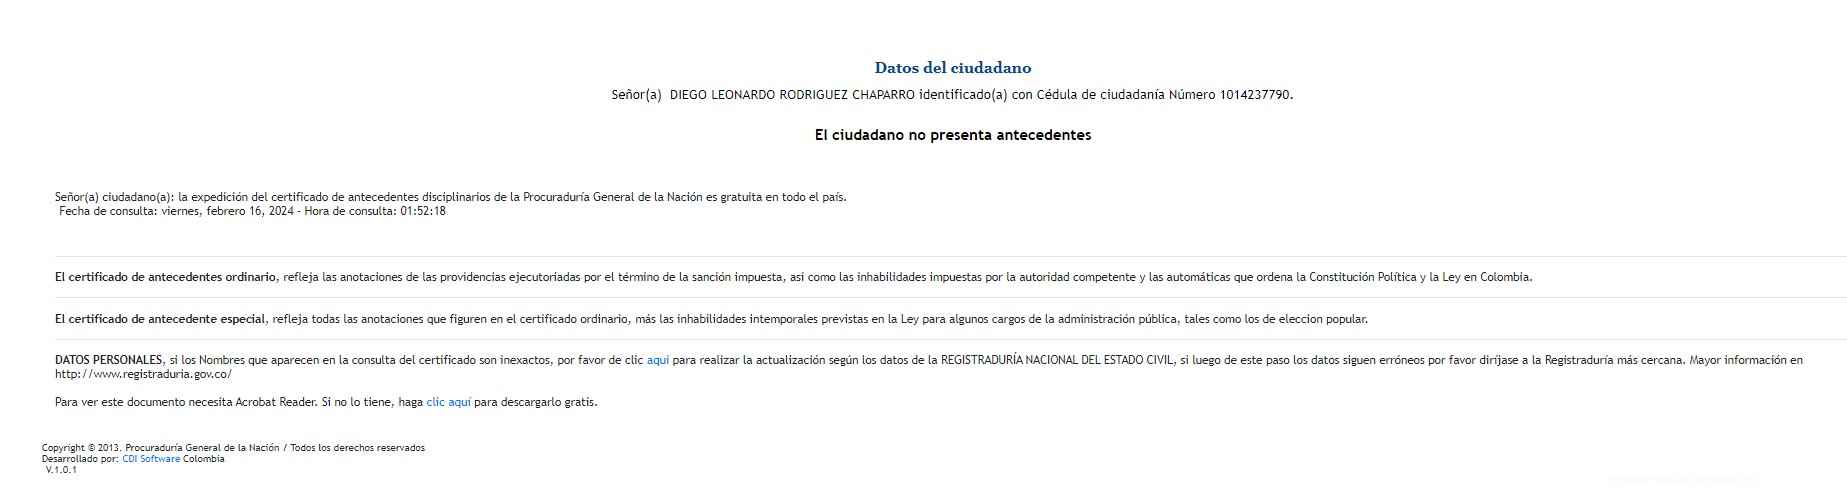 Datos del ciudadano
Señor(a)  DIEGO LEONARDO RODRIGUEZ CHAPARRO identificado(a) con Cédula de ciudadanía Número 1014237790.
El ciudadano no presenta antecedentes
Señor(a) ciudadano(a): la expedición del certificado de antecedentes disciplinarios de la Procuraduría General de la Nación es gratuita en todo el país.
Fecha de consulta: viernes, febrero 16, 2024 - Hora de consulta: 01:52:18
El certificado de antecedentes ordinario, refleja las anotaciones de las providencias ejecutoriadas por el término de la sanción impuesta, asi como las inhabilidades impuestas por la autoridad competente y las automáticas que ordena la Constitución Política y la Ley en Colombia.
El certificado de antecedente especial, refleja todas las anotaciones que figuren en el certificado ordinario, más las inhabilidades intemporales previstas en la Ley para algunos cargos de la administración pública, tales como los de eleccion popular.
DATOS PERSONALES, si los Nombres que aparecen en la consulta del certificado son inexactos, por favor de clic aquí para realizar la actualización según los datos de la REGISTRADURÍA NACIONAL DEL ESTADO CIVIL, si luego de este paso los datos siguen erróneos por favor diríjase a la Registraduría más cercana. Mayor información en
http://www.registraduria.gov.co/
Para ver este documento necesita Acrobat Reader. Si no lo tiene, haga clic aquí para descargarlo gratis.
Copyright © 2013. Procuraduría General de la Nación / Todos los derechos reservados
Desarrollado por: CDI Software Colombia
V.1.0.1